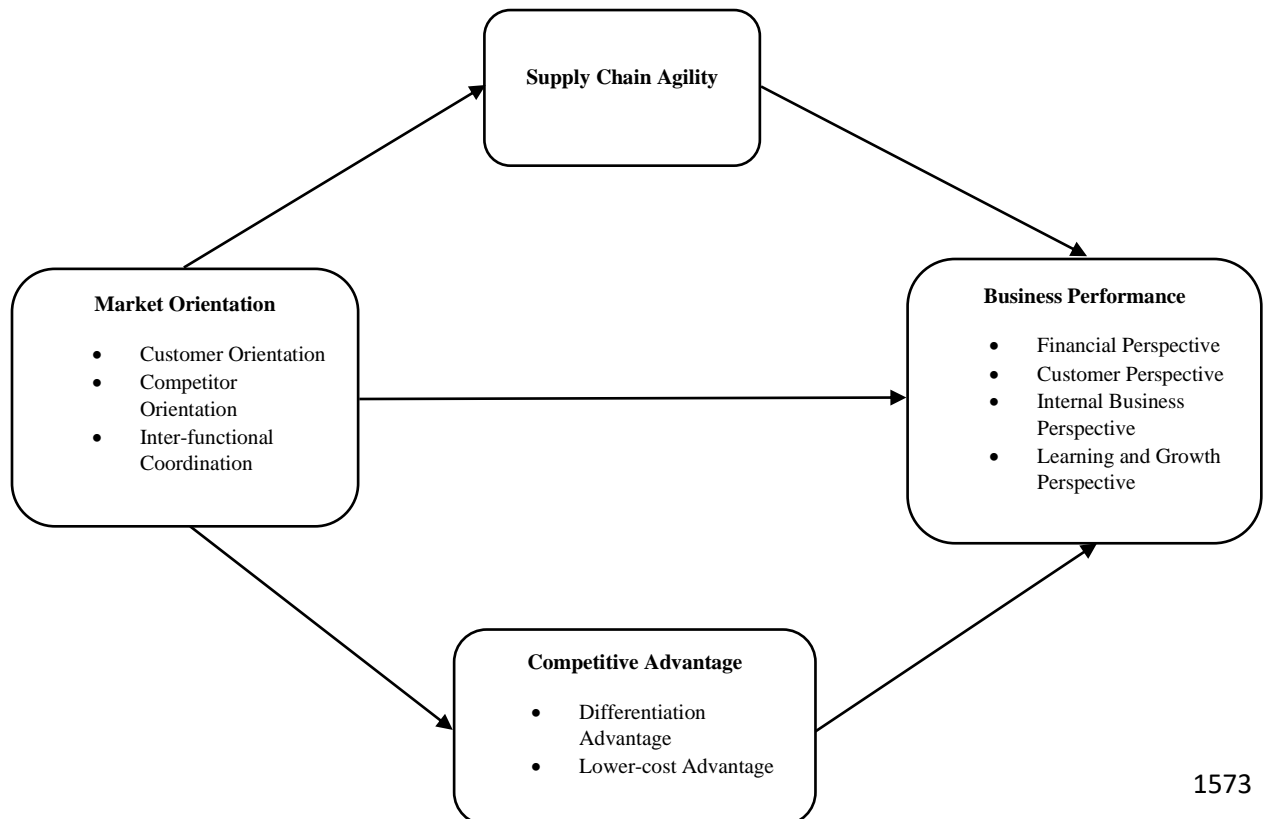 Supply Chain Agility
Market Orientation
• Customer Orientation
• Competitor
Orientation
• Inter-functional
Coordination
Business Performance
• Financial Perspective
• Customer Perspective
• Internal Business
Perspective
• Learning and Growth
Perspective
Competitive Advantage
• Differentiation
Advantage
• Lower-cost Advantage
1573